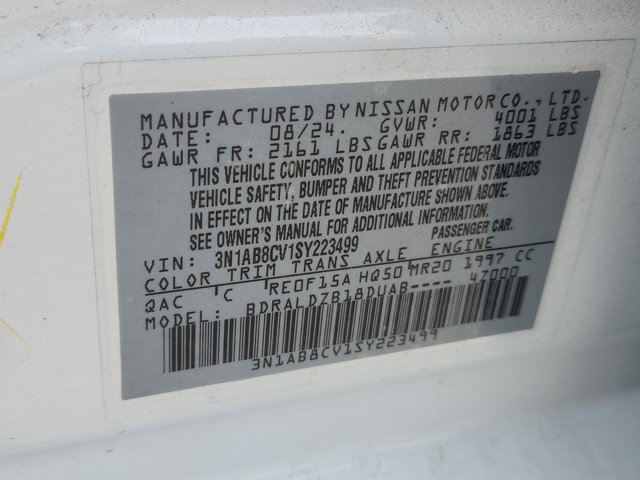 MANUFACTURED BY NISSAN MOTOR CO., LTD.
DATE: 08/24. GVWR: 4001 LBS
GAWR FR: 2161 LBS GAWR RR: 1863 LBS
THIS VEHICLE CONFORMS TO ALL APPLICABLE FEDERAL MOTOR
VEHICLE SAFETY, BUMPER AND THEFT PREVENTION STANDARDS
IN EFFECT ON THE DATE OF MANUFACTURE SHOWN ABOVE.
SEE OWNER'S MANUAL FOR ADDITIONAL INFORMATION.
VIN: 3N1AB8CV1SY223499 PASSENGER CAR.
COLOR TRIM TRANS AXLE ENGINE
QAC C RE0F15A HQ50 MR20 1997 CC
MODEL: BDRALDZB18DUAB---- 47000
3N1AB8CV1SY223499